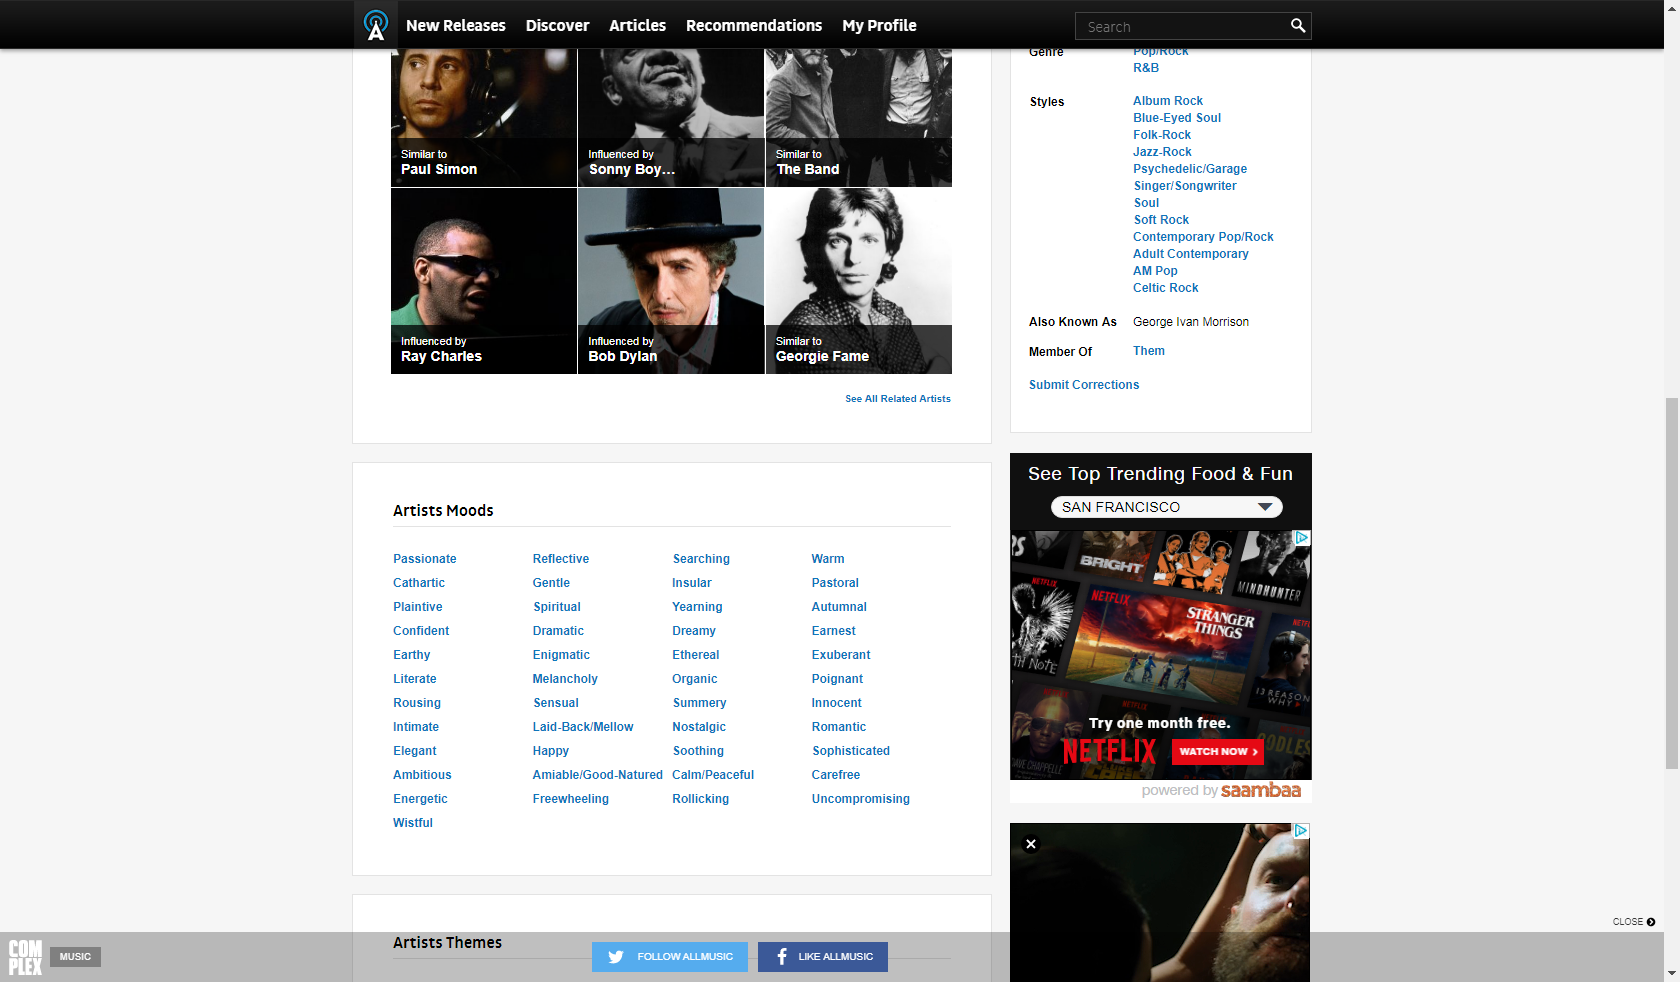 New Releases
Discover
Articles
Recommendations
My Profile
Search
Similar to
Paul Simon
Influenced by
Sonny Boy...
Similar to
The Band
Influenced by
Ray Charles
Influenced by
Bob Dylan
Similar to
Georgie Fame
See All Related Artists
Genre
Pop/Rock
R&B
Styles
Album Rock
Blue-Eyed Soul
Folk-Rock
Jazz-Rock
Psychedelic/Garage
Singer/Songwriter
Soul
Soft Rock
Contemporary Pop/Rock
Adult Contemporary
AM Pop
Celtic Rock
Also Known As
George Ivan Morrison
Member Of
Them
Submit Corrections
Artists Moods
Passionate
Reflective
Searching
Warm
Cathartic
Gentle
Insular
Pastoral
Plaintive
Spiritual
Yearning
Autumnal
Confident
Dramatic
Dreamy
Earnest
Earthy
Enigmatic
Ethereal
Exuberant
Literate
Melancholy
Organic
Poignant
Rousing
Sensual
Summery
Innocent
Intimate
Laid-Back/Mellow
Nostalgic
Romantic
Elegant
Happy
Soothing
Sophisticated
Ambitious
Amiable/Good-Natured
Calm/Peaceful
Carefree
Energetic
Freewheeling
Rollicking
Uncompromising
Wistful
See Top Trending Food & Fun
SAN FRANCISCO
BRIGHT
MINDHUNTER
NETFLIX
NETFLIX
STRANGER
THINGS
TH NOTE
13 REASON
WHY
NETFLIX
Try one month free.
NETFLIX
WATCH NOW >
ODLES
DAVE CHAPPELLE
powered by saambaa
CLOSE
Artists Themes
COM
PLEX
MUSIC
FOLLOW ALLMUSIC
LIKE ALLMUSIC